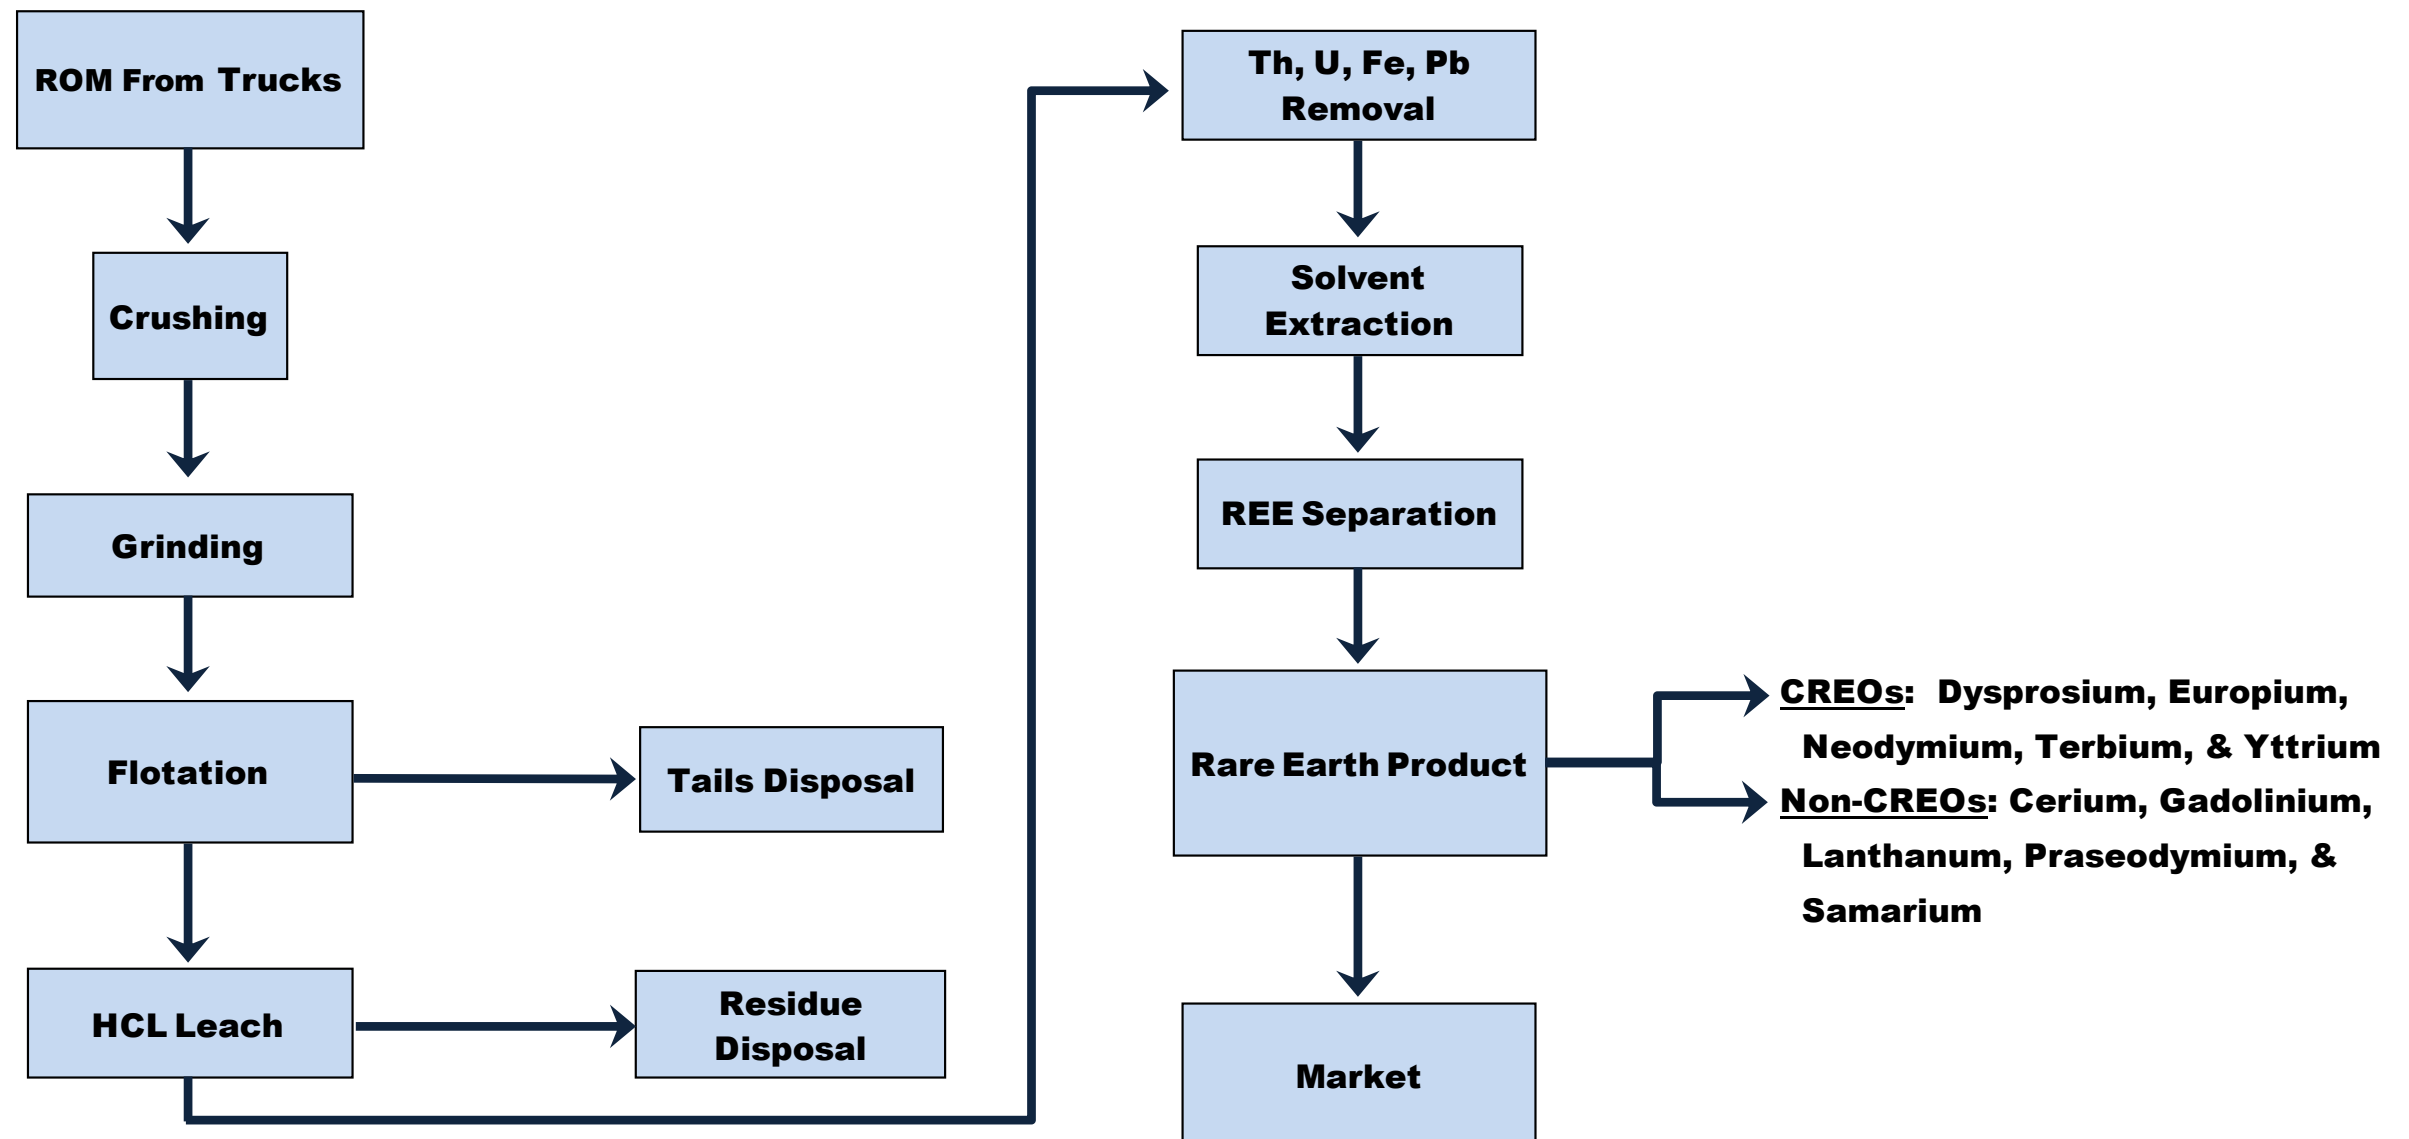 ROM From Trucks
Crushing
Grinding
Flotation
Tails Disposal
HCL Leach
Residue
Disposal
Th, U, Fe, Pb
Removal
Solvent
Extraction
REE Separation
Rare Earth Product
CREOs: Dysprosium, Europium,
Neodymium, Terbium, & Yttrium
Non-CREOs: Cerium, Gadolinium,
Lanthanum, Praseodymium, &
Samarium
Market